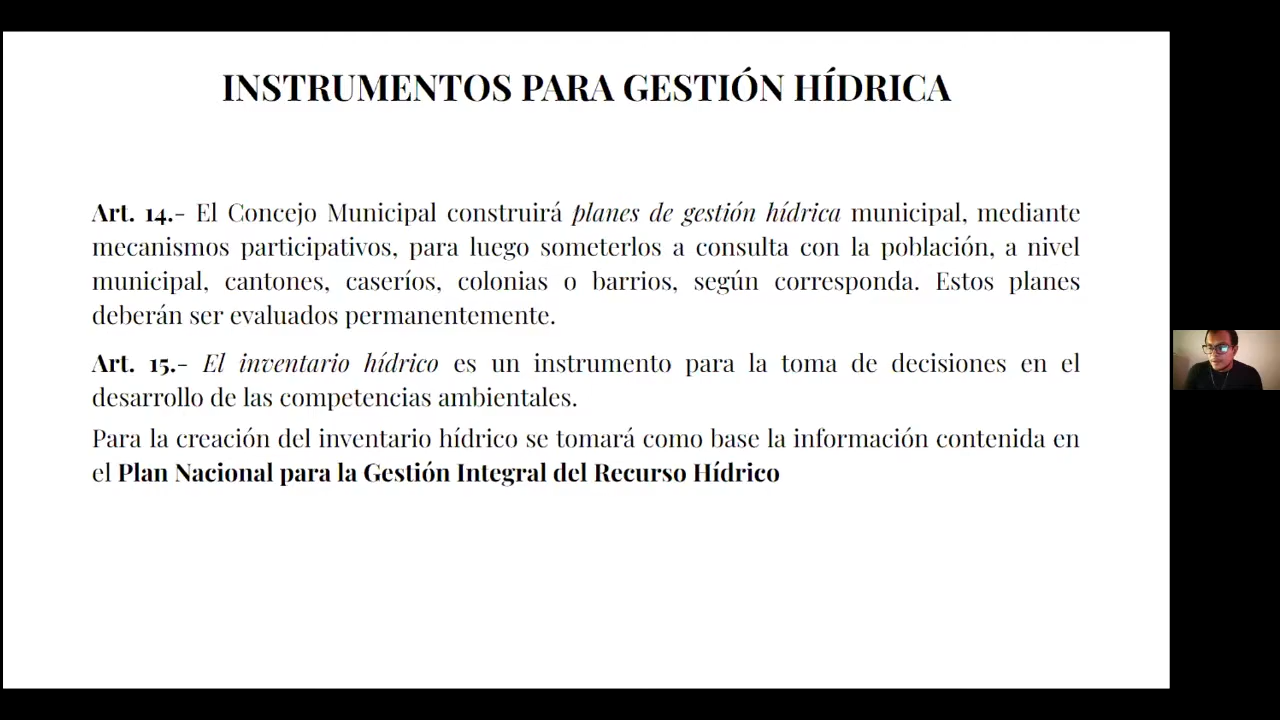 INSTRUMENTOS PARA GESTIÓN HÍDRICA
Art. 14.- El Concejo Municipal construirá planes de gestión hídrica municipal, mediante
mecanismos participativos, para luego someterlos a consulta con la población, a nivel
municipal, cantones, caseríos, colonias o barrios, según corresponda. Estos planes
deberán ser evaluados permanentemente.
Art. 15.- El inventario hídrico es un instrumento para la toma de decisiones en el
desarrollo de las competencias ambientales.
Para la creación del inventario hídrico se tomará como base la información contenida en
el Plan Nacional para la Gestión Integral del Recurso Hídrico